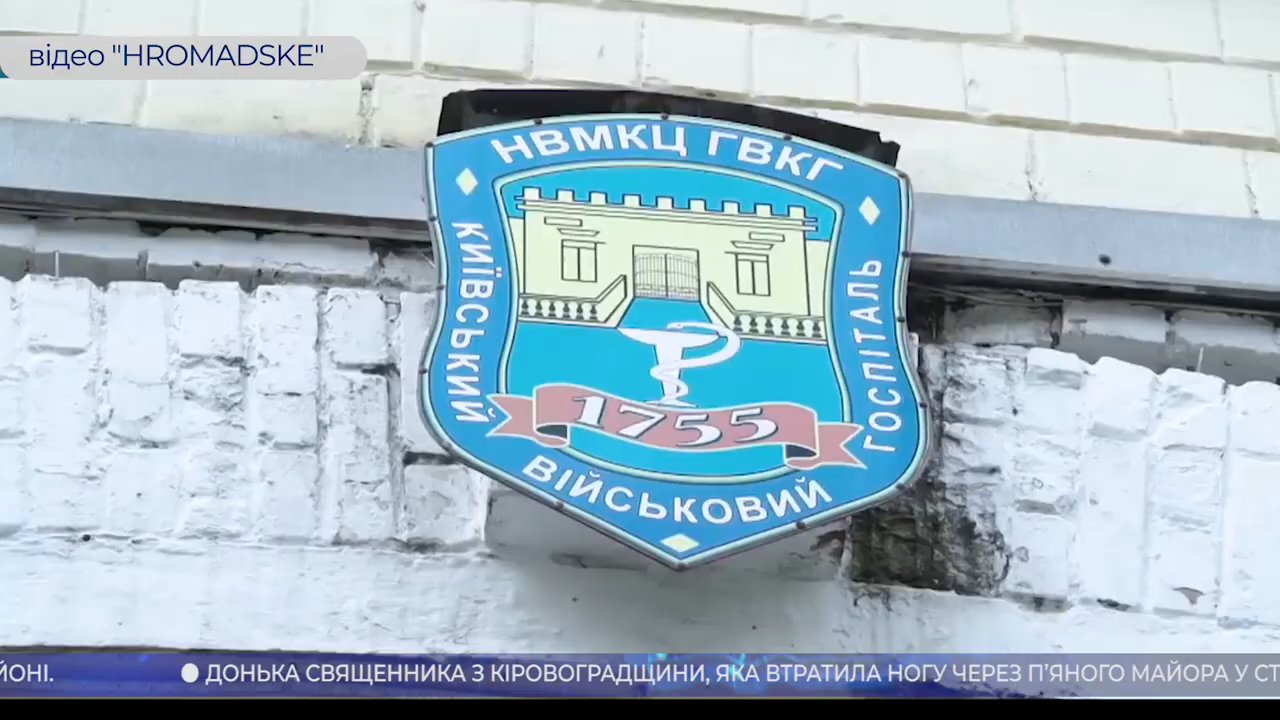 відео "HROMADSKE"
НВМКЦ ГВКГ
КИЇВСЬКИЙ
ВІЙСЬКОВИЙ
ГОСПІТАЛЬ
1755
ЙОНІ. ● ДОНЬКА СВЯЩЕННИКА З КІРОВОГРАДЩИНИ, ЯКА ВТРАТИЛА НОГУ ЧЕРЕЗ П'ЯНОГО МАЙОРА У СТ